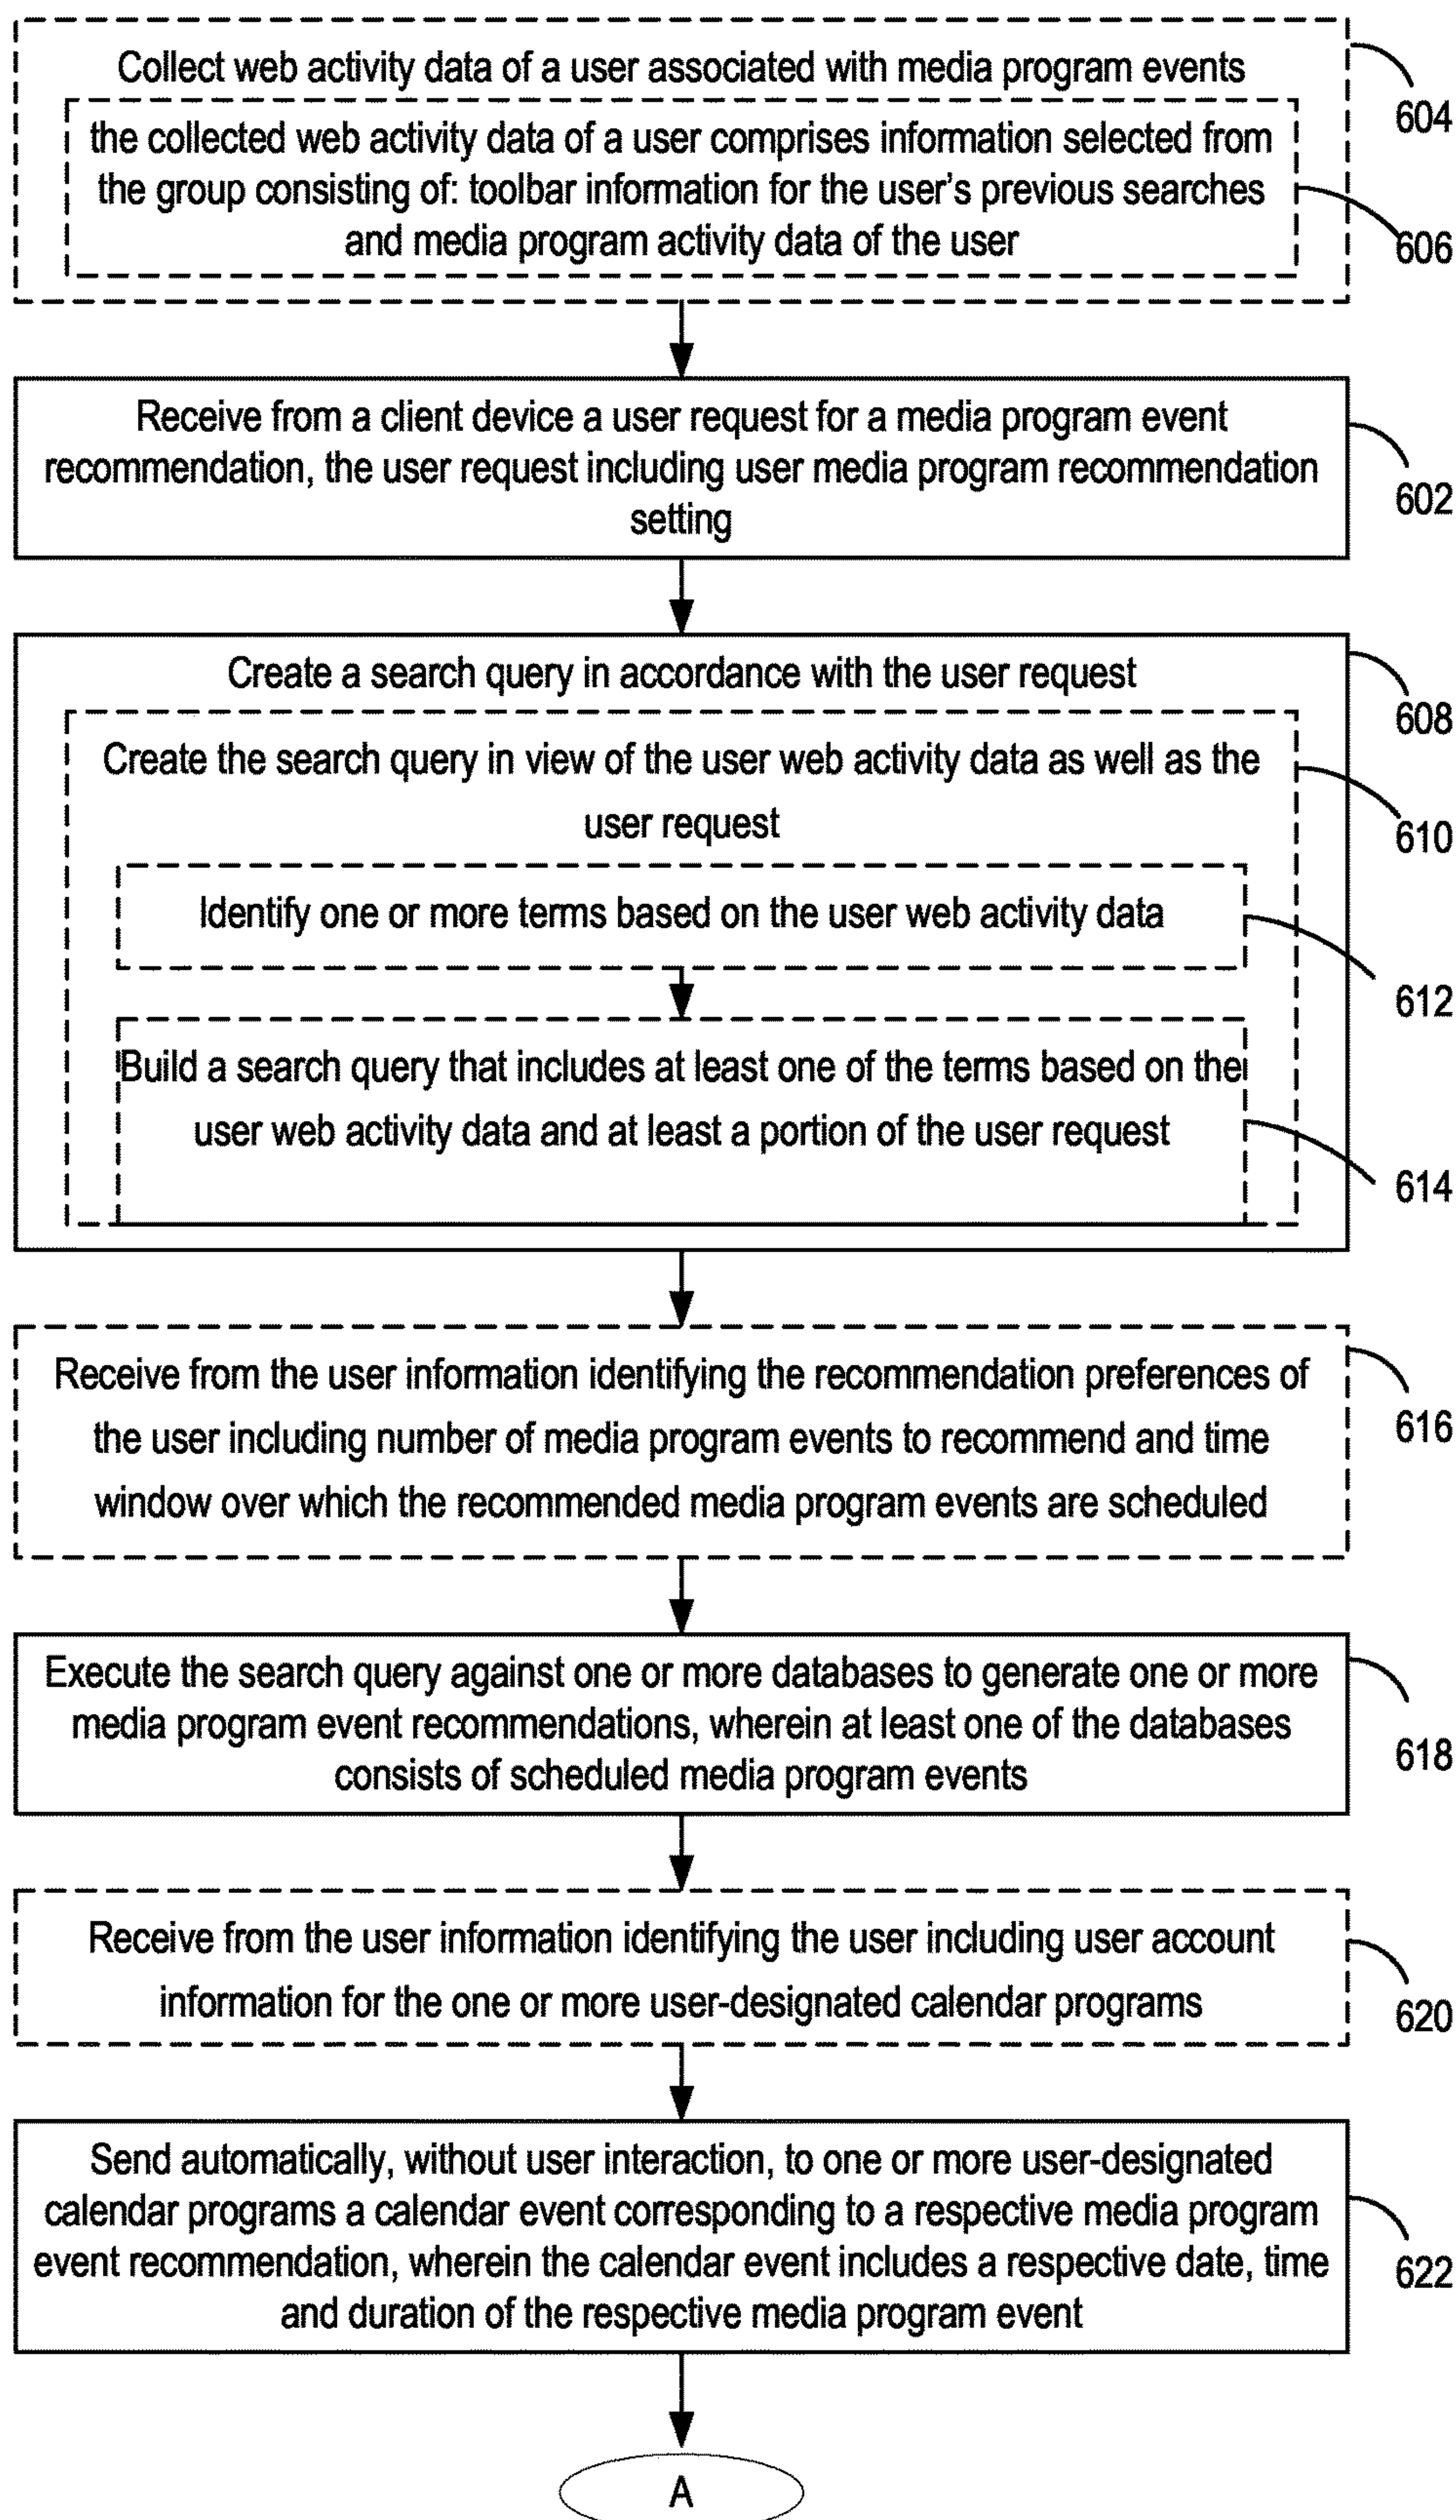 Collect web activity data of a user associated with media program events
604
the collected web activity data of a user comprises information selected from
the group consisting of: toolbar information for the user's previous searches
and media program activity data of the user
606
Receive from a client device a user request for a media program event
recommendation, the user request including user media program recommendation
setting
602
Create a search query in accordance with the user request
608
Create the search query in view of the user web activity data as well as the
user request
610
Identify one or more terms based on the user web activity data
612
Build a search query that includes at least one of the terms based on the
user web activity data and at least a portion of the user request
614
Receive from the user information identifying the recommendation preferences of
the user including number of media program events to recommend and time
window over which the recommended media program events are scheduled
616
Execute the search query against one or more databases to generate one or more
media program event recommendations, wherein at least one of the databases
consists of scheduled media program events
618
Receive from the user information identifying the user including user account
information for the one or more user-designated calendar programs
620
Send automatically, without user interaction, to one or more user-designated
calendar programs a calendar event corresponding to a respective media program
event recommendation, wherein the calendar event includes a respective date, time
and duration of the respective media program event
622
A